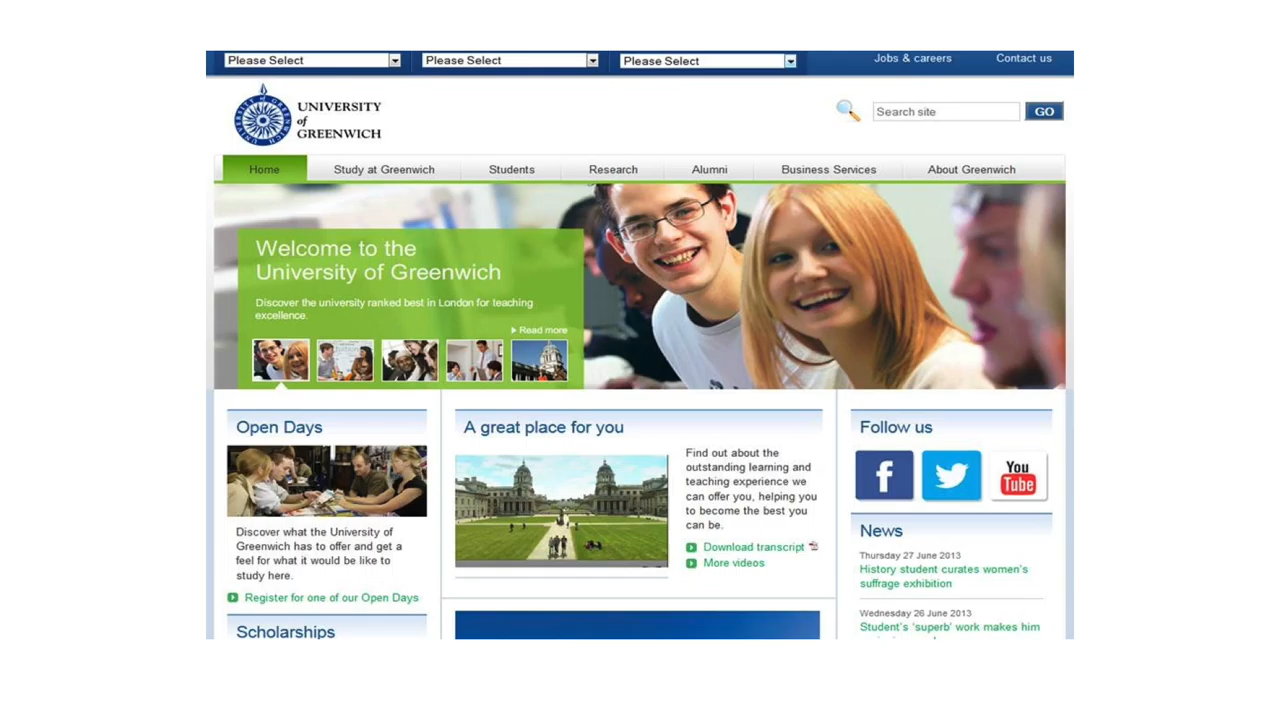 Please Select
Please Select
Please Select
Jobs & careers
Contact us
UNIVERSITY
of
GREENWICH
Search site
GO
Home
Study at Greenwich
Students
Research
Alumni
Business Services
About Greenwich
Welcome to the
University of Greenwich
Discover the university ranked best in London for teaching
excellence.
Read more
Open Days
Discover what the University of
Greenwich has to offer and get a
feel for what it would be like to
study here.
Register for one of our Open Days
Scholarships
A great place for you
Find out about the
outstanding learning and
teaching experience we
can offer you, helping you
to become the best you
can be.
Download transcript
More videos
Follow us
f
You
Tube
News
Thursday 27 June 2013
History student curates women's
suffrage exhibition
Wednesday 26 June 2013
Student's 'superb' work makes him